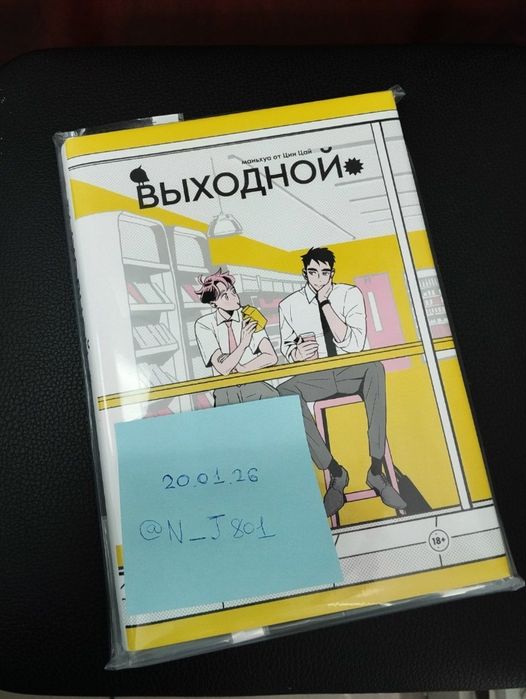 маньхуа от Цин Цай
ВЫХОДНОЙ
20.01.26
@N_J801
18+